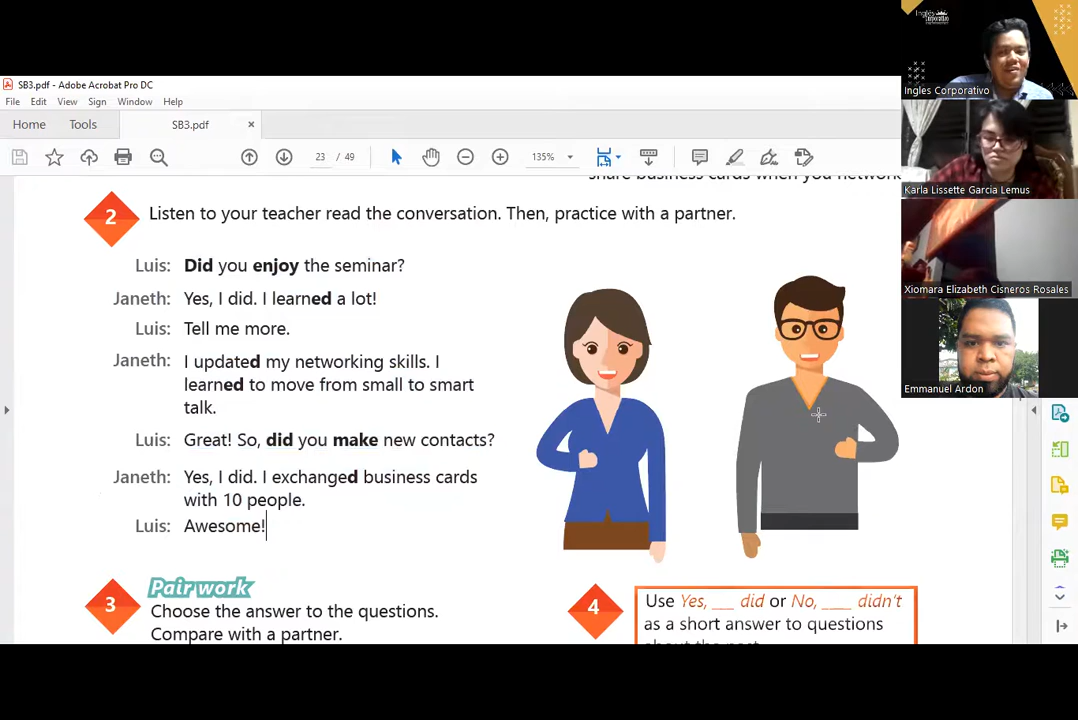 SB3.pdf - Adobe Acrobat Pro DC
File Edit View Sign Window Help
Home Tools SB3.pdf ×
23 / 49 135%
share business cards when you network
2 Listen to your teacher read the conversation. Then, practice with a partner.
Luis: Did you enjoy the seminar?
Janeth: Yes, I did. I learned a lot!
Luis: Tell me more.
Janeth: I updated my networking skills. I
learned to move from small to smart
talk.
Luis: Great! So, did you make new contacts?
Janeth: Yes, I did. I exchanged business cards
with 10 people.
Luis: Awesome!
3 Pair work
Choose the answer to the questions.
Compare with a partner.
4 Use Yes, ___ did or No, ____ didn't
as a short answer to questions
about the past
Inglés
Corporativo
Ingles Corporativo
Karla Lissette Garcia Lemus
Xiomara Elizabeth Cisneros Rosales
Emmanuel Ardon